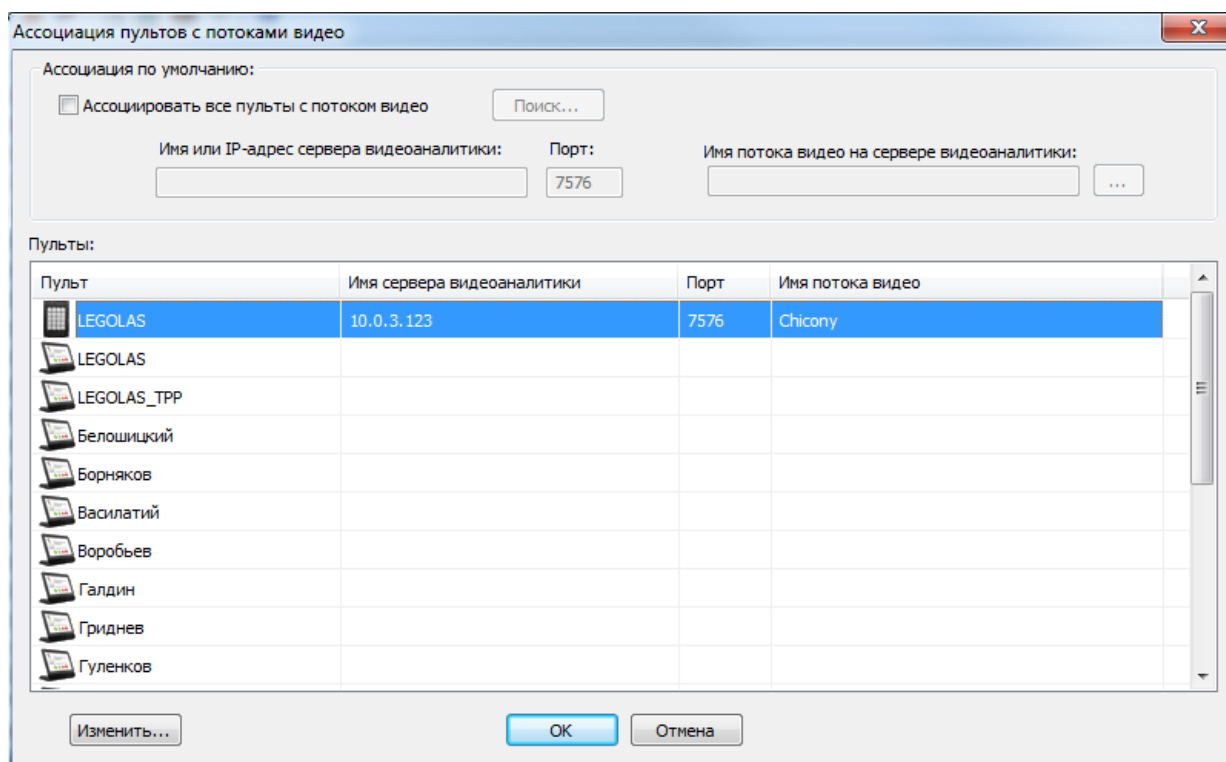 Ассоциация пультов с потоками видео
Ассоциация по умолчанию:
Ассоциировать все пульты с потоком видео Поиск...
Имя или IP-адрес сервера видеоаналитики: Порт: Имя потока видео на сервере видеоаналитики:
7576 ...
Пульты:
Пульт Имя сервера видеоаналитики Порт Имя потока видео
LEGOLAS 10.0.3.123 7576 Chicony
LEGOLAS
LEGOLAS_TPP
Белошицкий
Борняков
Василатий
Воробьев
Галдин
Гриднев
Гуленков
Изменить... OK Отмена